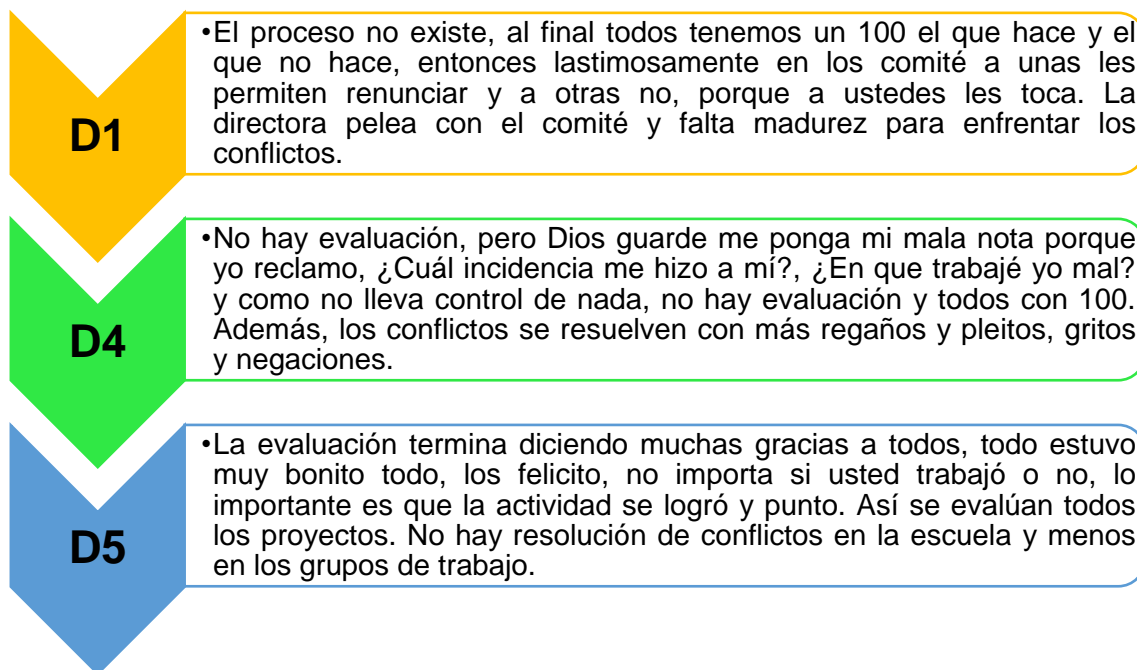 •El proceso no existe, al final todos tenemos un 100 el que hace y el
que no hace, entonces lastimosamente en los comité a unas les
permiten renunciar y a otras no, porque a ustedes les toca. La
directora pelea con el comité y falta madurez para enfrentar los
conflictos.
D1
•No hay evaluación, pero Dios guarde me ponga mi mala nota porque
yo reclamo, ¿Cuál incidencia me hizo a mí?, ¿En que trabajé yo mal?
y como no lleva control de nada, no hay evaluación y todos con 100.
Además, los conflictos se resuelven con más regaños y pleitos, gritos
y negaciones.
D4
•La evaluación termina diciendo muchas gracias a todos, todo estuvo
muy bonito todo, los felicito, no importa si usted trabajó o no, lo
importante es que la actividad se logró y punto. Así se evalúan todos
los proyectos. No hay resolución de conflictos en la escuela y menos
en los grupos de trabajo.
D5